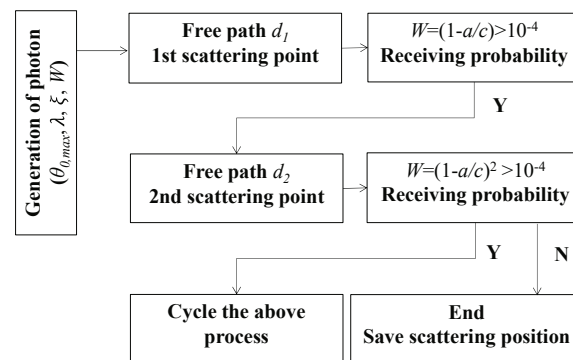 Generation of photon
(θ0,max, λ, ξ, W)
Free path d1
1st scattering point
W=(1-a/c)>10-4
Receiving probability
Y
Free path d2
2nd scattering point
W=(1-a/c)2 >10-4
Receiving probability
Y
N
Cycle the above
process
End
Save scattering position